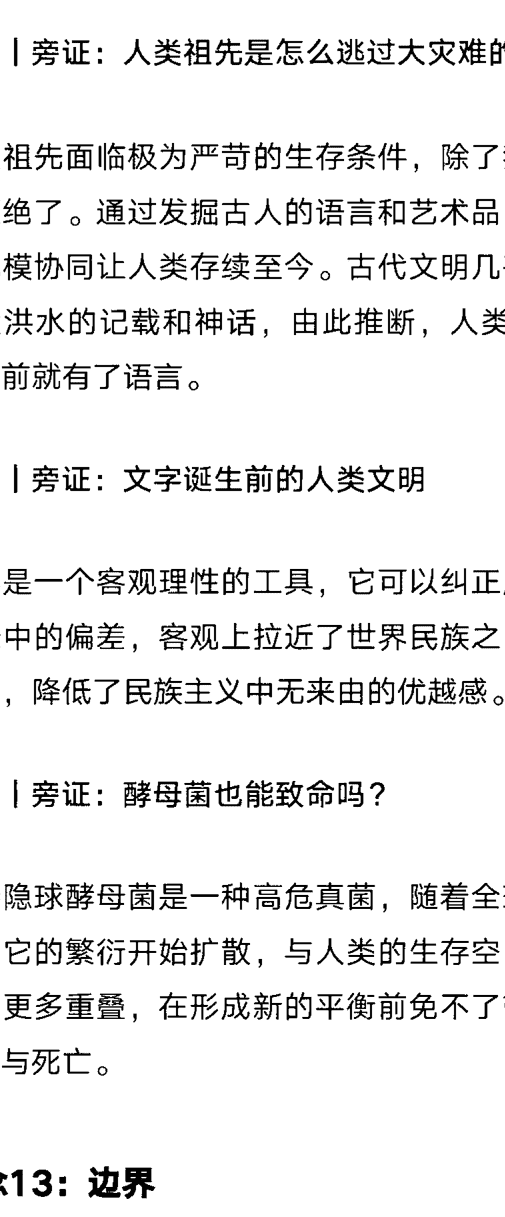 | 旁证：人类祖先是怎么逃过大灾难的
祖先面临极为严苛的生存条件，除了
绝了。通过发掘古人的语言和艺术品
模协同让人类存续至今。古代文明几
洪水的记载和神话，由此推断，人类
前就有了语言。
| 旁证：文字诞生前的人类文明
是一个客观理性的工具，它可以纠正
中的偏差，客观上拉近了世界民族之
，降低了民族主义中无来由的优越感。
| 旁证：酵母菌也能致命吗？
隐球酵母菌是一种高危真菌，随着全
它的繁衍开始扩散，与人类的生存空
更多重叠，在形成新的平衡前免不了
与死亡。
念13：边界